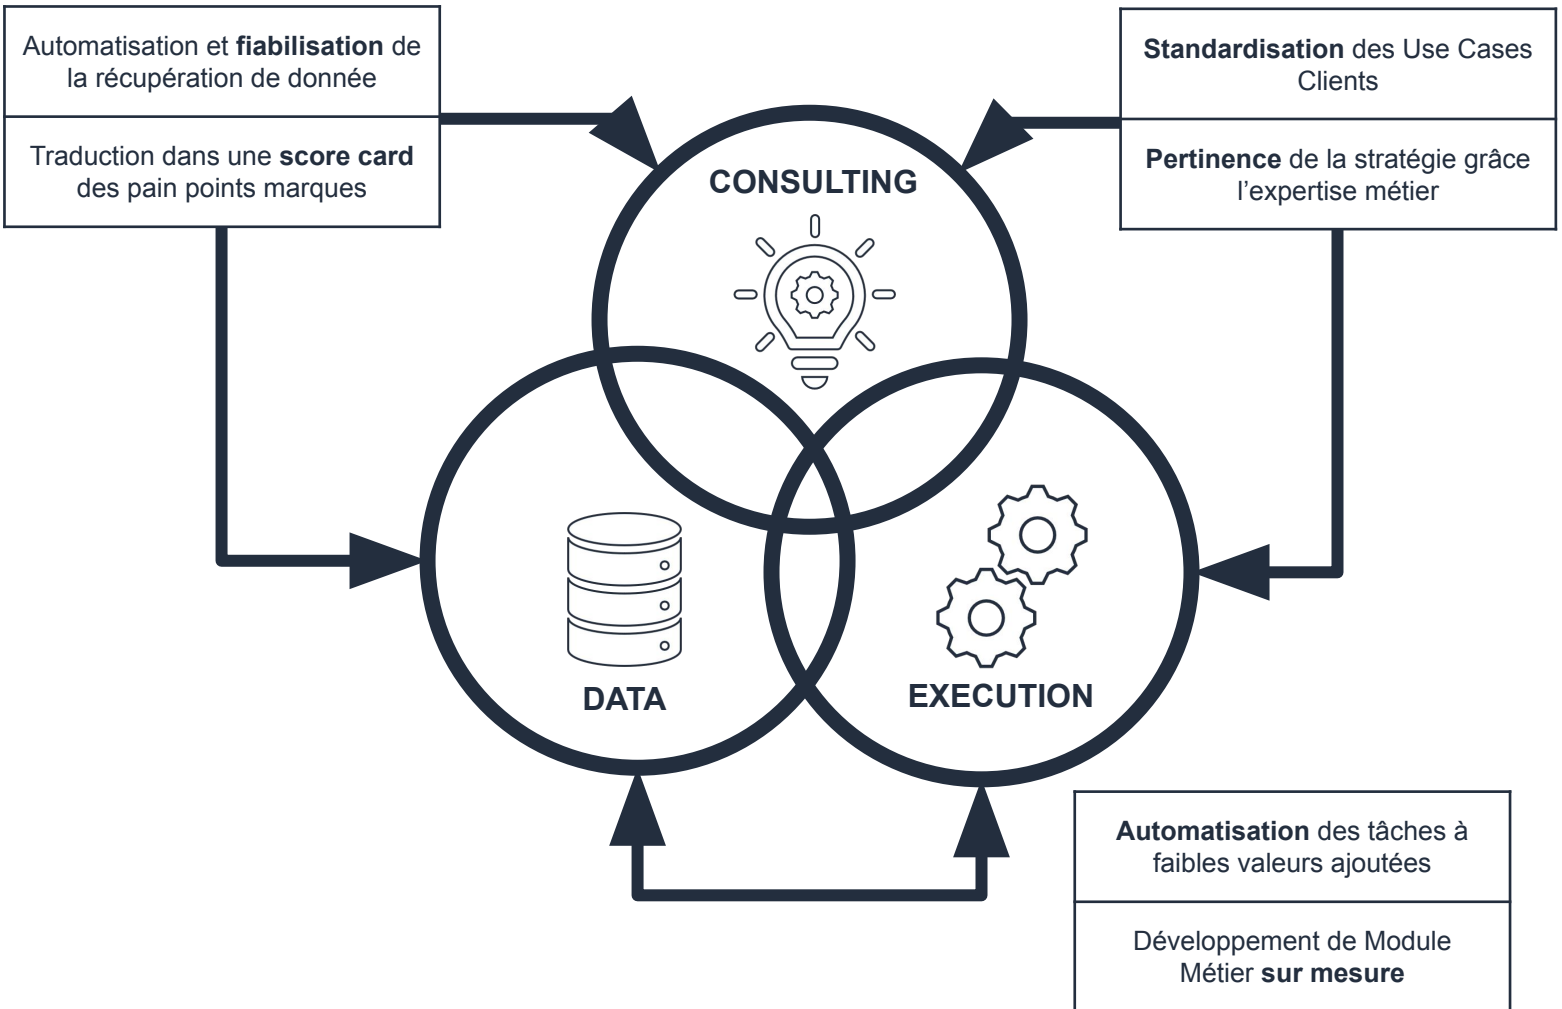 Automatisation et fiabilisation de
la récupération de donnée
Traduction dans une score card
des pain points marques
Standardisation des Use Cases
Clients
Pertinence de la stratégie grâce
l’expertise métier
CONSULTING
DATA
EXECUTION
Automatisation des tâches à
faibles valeurs ajoutées
Développement de Module
Métier sur mesure